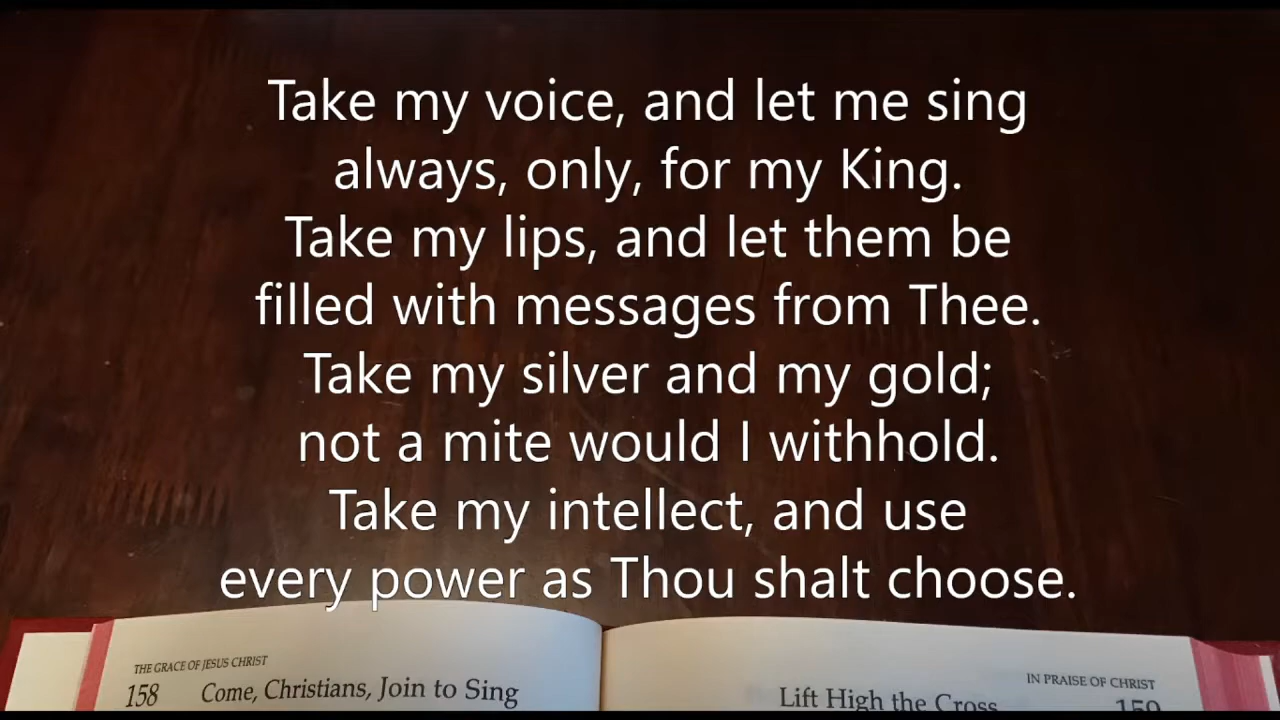 Take my voice, and let me sing
always, only, for my King.
Take my lips, and let them be
filled with messages from Thee.
Take my silver and my gold;
not a mite would I withhold.
Take my intellect, and use
every power as Thou shalt choose.
THE GRACE OF JESUS CHRIST
158 Come, Christians, Join to Sing
IN PRAISE OF CHRIST
Lift High the Cross 159